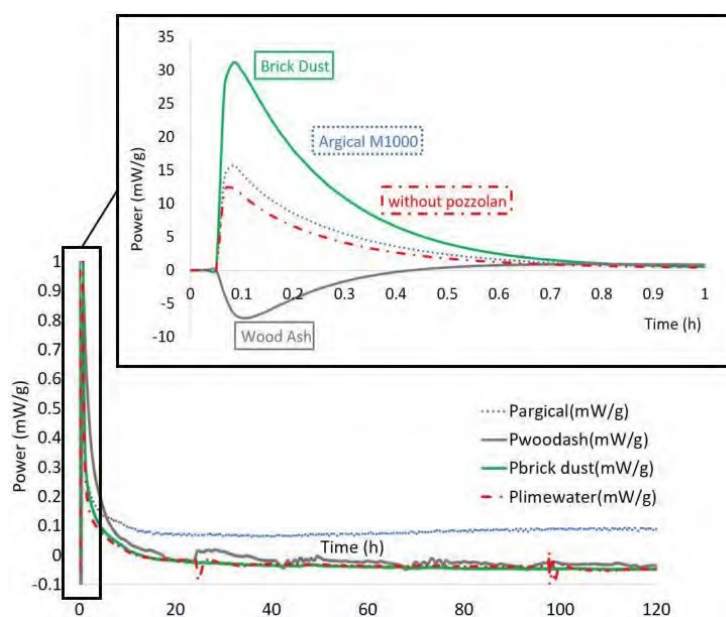 35
30
25
20
15
10
5
0
-5
-10
Power (mW/g)
Brick Dust
Argical M1000
without pozzolan
Wood Ash
0 0.1 0.2 0.3 0.4 0.5 0.6 0.7 0.8 0.9 1
Time (h)
1
0.9
0.8
0.7
0.6
0.5
0.4
0.3
0.2
0.1
0
-0.1
Power (mW/g)
Pargical(mW/g)
Pwoodash(mW/g)
Pbrick dust(mW/g)
Plimewater(mW/g)
Time (h)
0 20 40 60 80 100 120